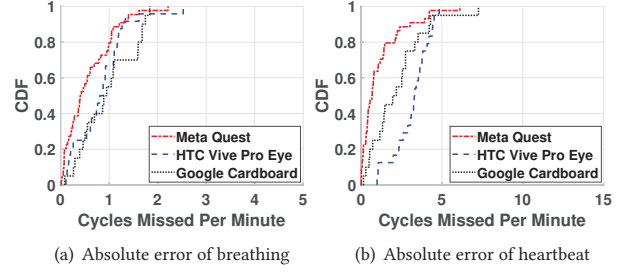 1
0.8
0.6
0.4
0.2
0
CDF
Meta Quest
HTC Vive Pro Eye
Google Cardboard
0 1 2 3 4 5
Cycles Missed Per Minute
(a) Absolute error of breathing
1
0.8
0.6
0.4
0.2
0
CDF
Meta Quest
HTC Vive Pro Eye
Google Cardboard
0 5 10 15
Cycles Missed Per Minute
(b) Absolute error of heartbeat